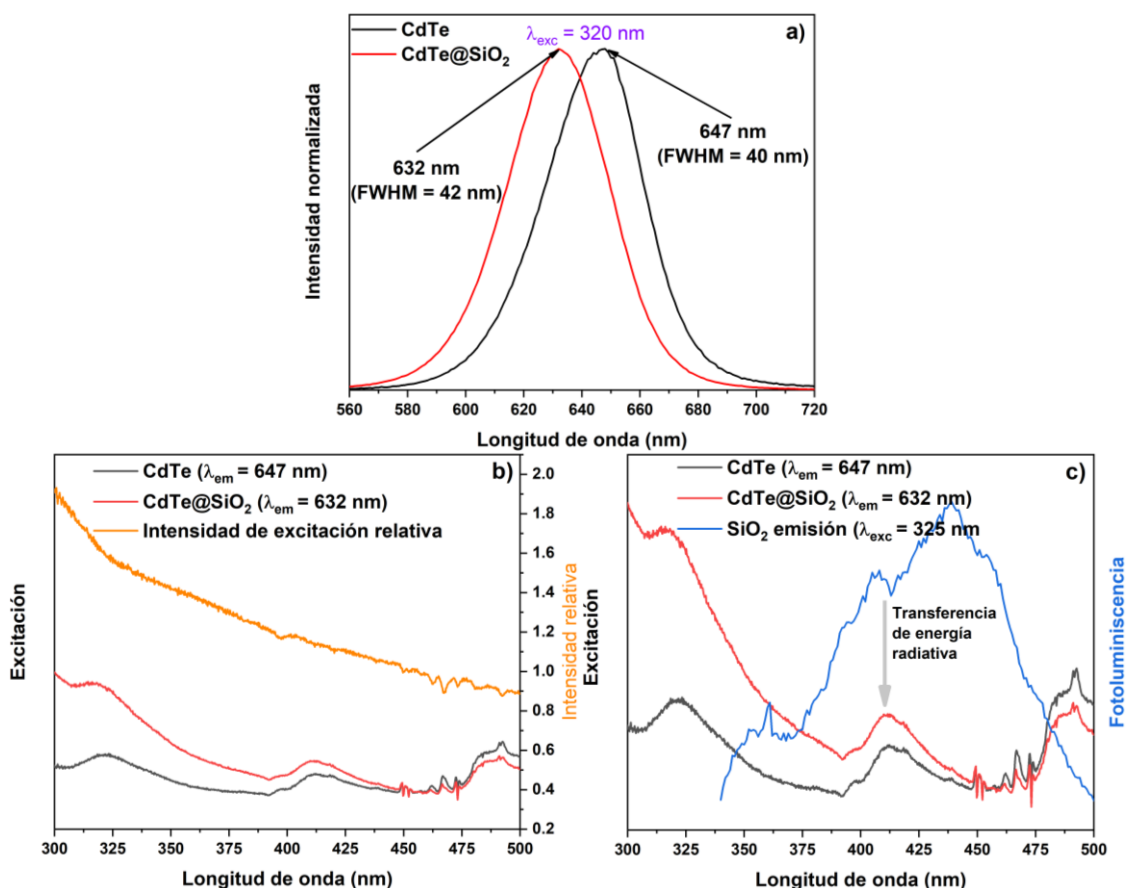 CdTe
CdTe@SiO₂
λexc = 320 nm
a)
632 nm
(FWHM = 42 nm)
647 nm
(FWHM = 40 nm)
Intensidad normalizada
560 580 600 620 640 660 680 700 720
Longitud de onda (nm)
CdTe (λem = 647 nm)
CdTe@SiO₂ (λem = 632 nm)
Intensidad de excitación relativa
b)
Excitación
2.0
1.8
1.6
1.4
1.2
1.0
0.8
0.6
0.4
0.2
Intensidad relativa
300 325 350 375 400 425 450 475 500
Longitud de onda (nm)
CdTe (λem = 647 nm)
CdTe@SiO₂ (λem = 632 nm)
SiO₂ emisión (λexc = 325 nm
c)
Transferencia
de energía
radiativa
Excitación
Fotoluminiscencia
300 325 350 375 400 425 450 475 500
Longitud de onda (nm)